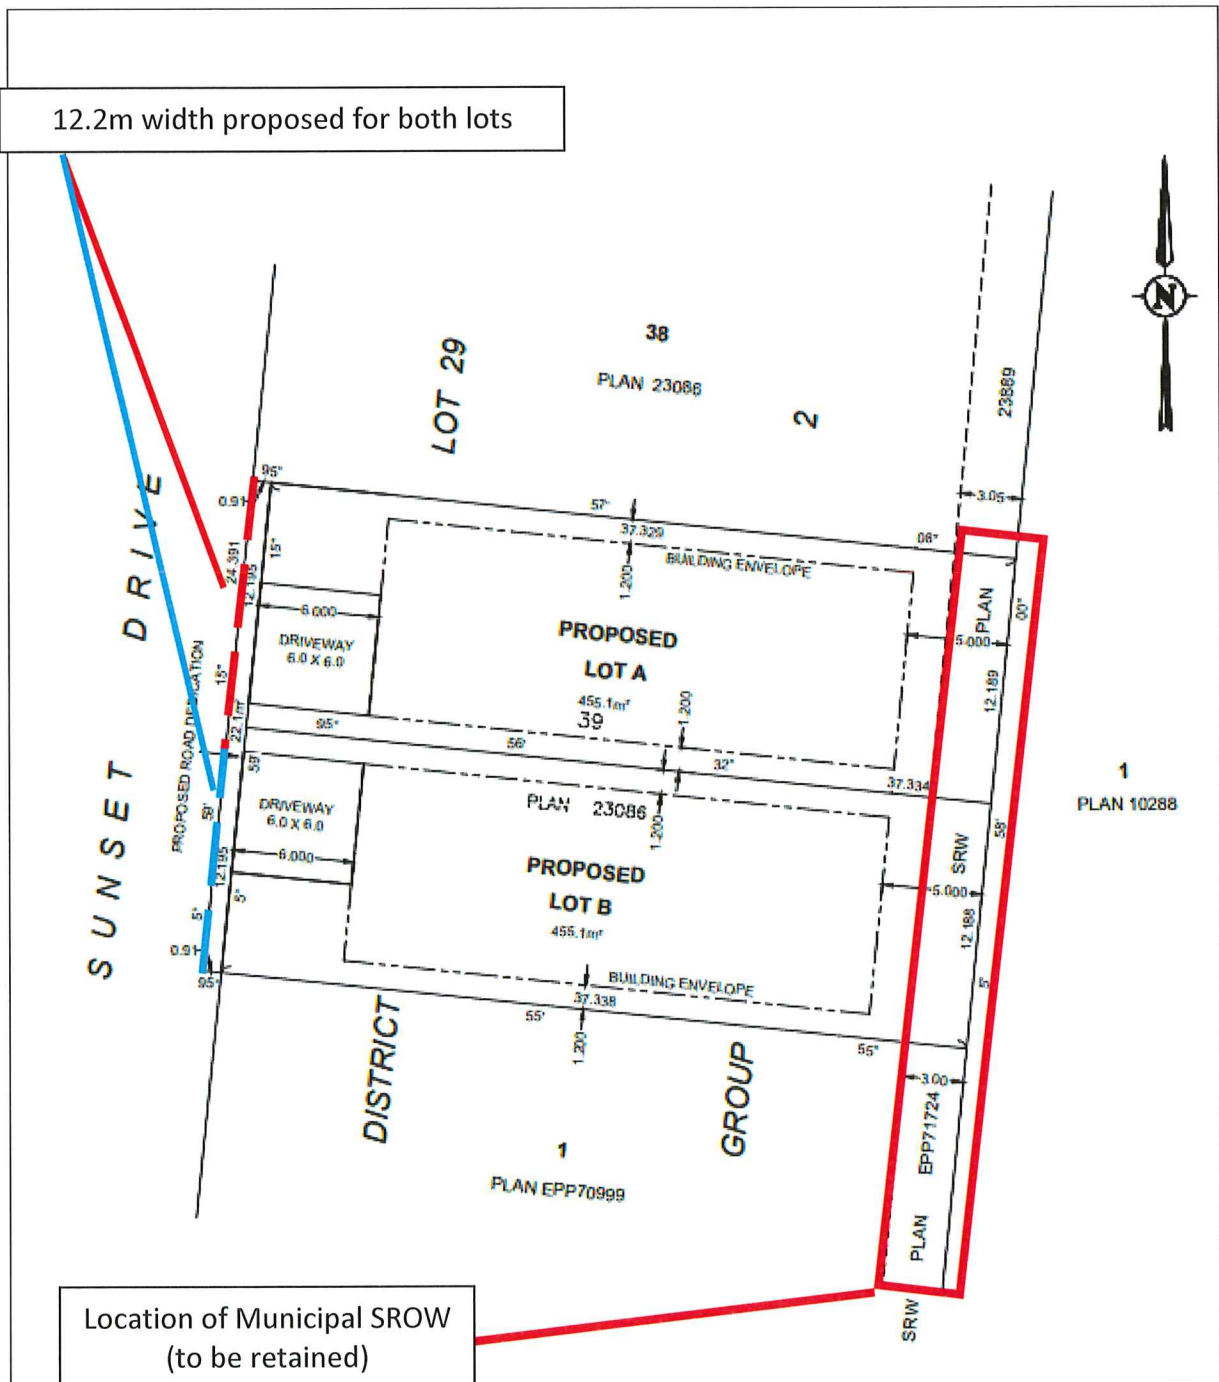 12.2m width proposed for both lots
N
38
PLAN 23086
LOT 29
2
23889
3.05
95°
0.91
57'
37.329
06"
BUILDING ENVELOPE
1.200
24.391
12.195
15"
6.000
DRIVEWAY
6.0 X 6.0
PROPOSED
LOT A
455.1m²
39
1.200
5.000
PLAN
00"
12.189
SUNSET DRIVE
PROPOSED ROAD DEDICATION
15"
22.1m²
95°
56'
32"
37.334
59'
58'
DRIVEWAY
6.0 X 6.0
PLAN 23086
1.200
6.000
PROPOSED
LOT B
455.1m²
SRW
58'
5.000
12.188
5"
1
PLAN 10288
12.195
5"
5"
0.91
95°
BUILDING ENVELOPE
37.338
55'
55"
1.200
3.00
DISTRICT
GROUP
1
PLAN EPP70999
PLAN EPP71724
SRW
Location of Municipal SROW
(to be retained)